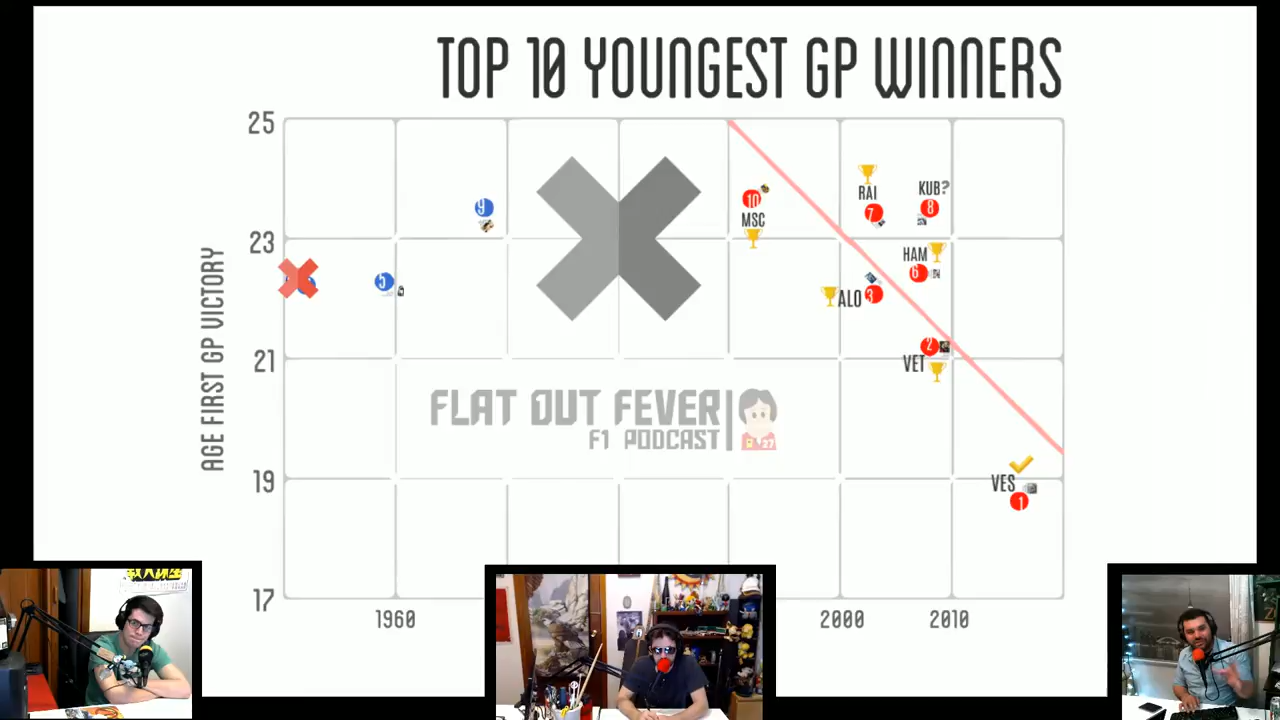 TOP 10 YOUNGEST GP WINNERS
25
KUB?
RAI
9
10
7
8
MSC
23
HAM
5
6
ALO
3
2
21
VET
AGE FIRST GP VICTORY
FLAT OUT FEVER
F1 PODCAST
27
19
VES
1
17
1960
2000
2010